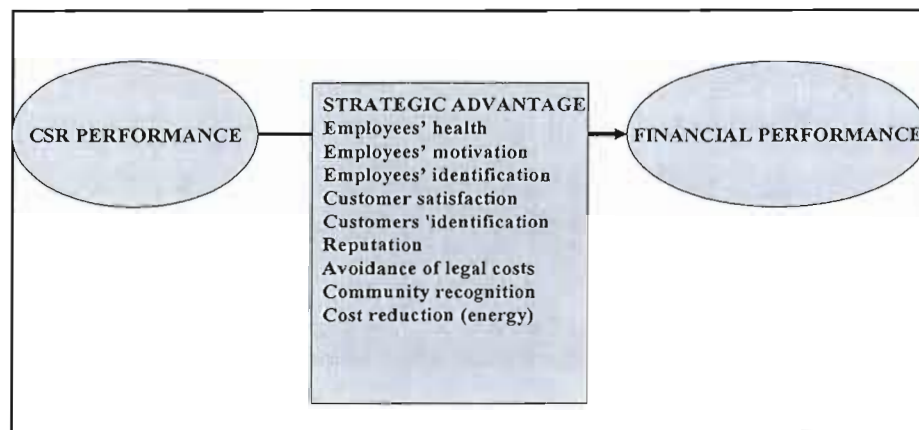 CSR PERFORMANCE
STRATEGIC ADVANTAGE
Employees' health
Employees' motivation
Employees' identification
Customer satisfaction
Customers 'identification
Reputation
Avoidance of legal costs
Community recognition
Cost reduction (energy)
FINANCIAL PERFORMANCE